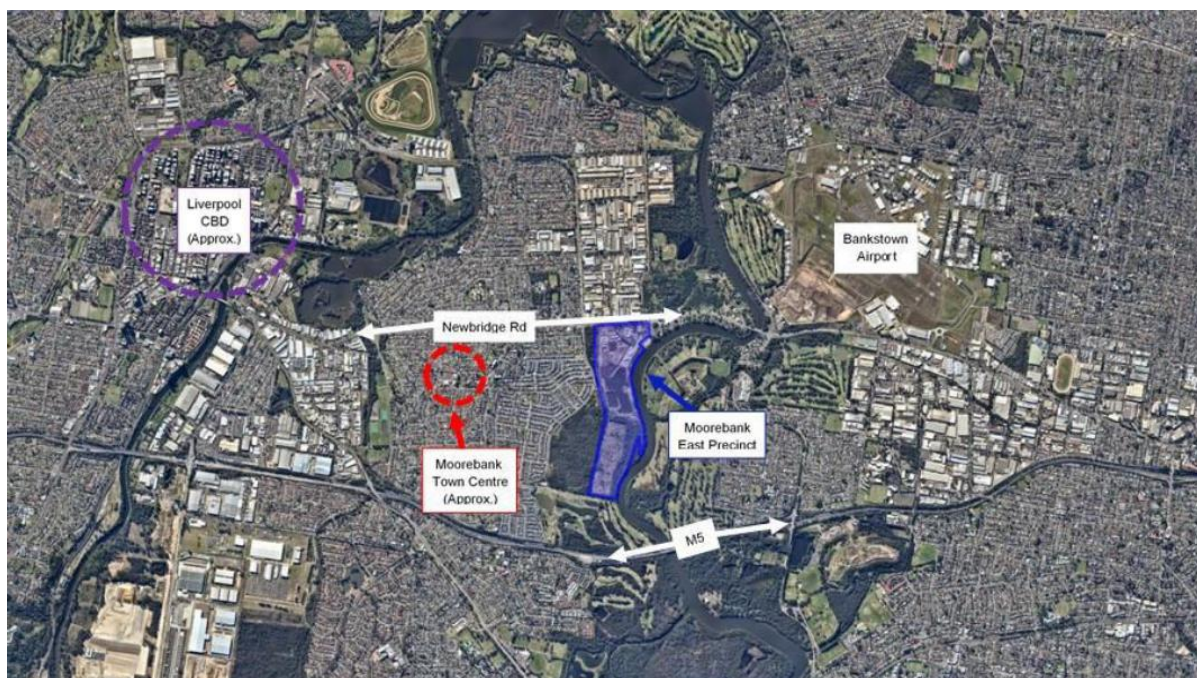 Liverpool
CBD
(Approx.)
Bankstown
Airport
Newbridge Rd
Moorebank
East Precinct
Moorebank
Town Centre
(Approx.)
M5